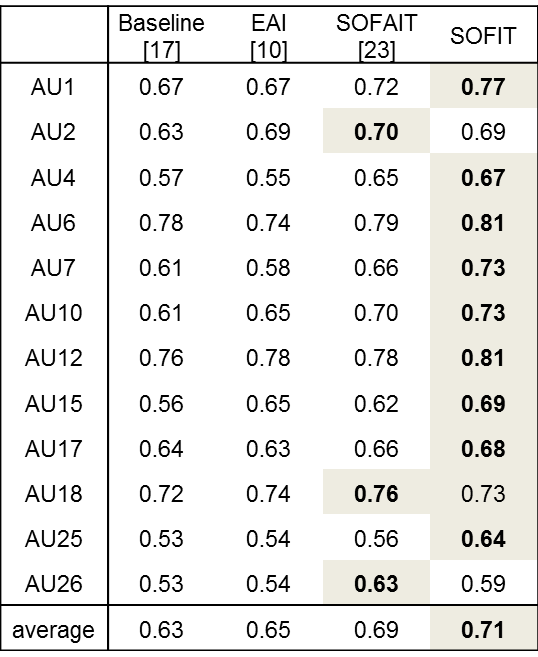 Baseline EAI SOFAIT SOFIT
[17] [10] [23]
AU1 0.67 0.67 0.72 0.77
AU2 0.63 0.69 0.70 0.69
AU4 0.57 0.55 0.65 0.67
AU6 0.78 0.74 0.79 0.81
AU7 0.61 0.58 0.66 0.73
AU10 0.61 0.65 0.70 0.73
AU12 0.76 0.78 0.78 0.81
AU15 0.56 0.65 0.62 0.69
AU17 0.64 0.63 0.66 0.68
AU18 0.72 0.74 0.76 0.73
AU25 0.53 0.54 0.56 0.64
AU26 0.53 0.54 0.63 0.59
average 0.63 0.65 0.69 0.71